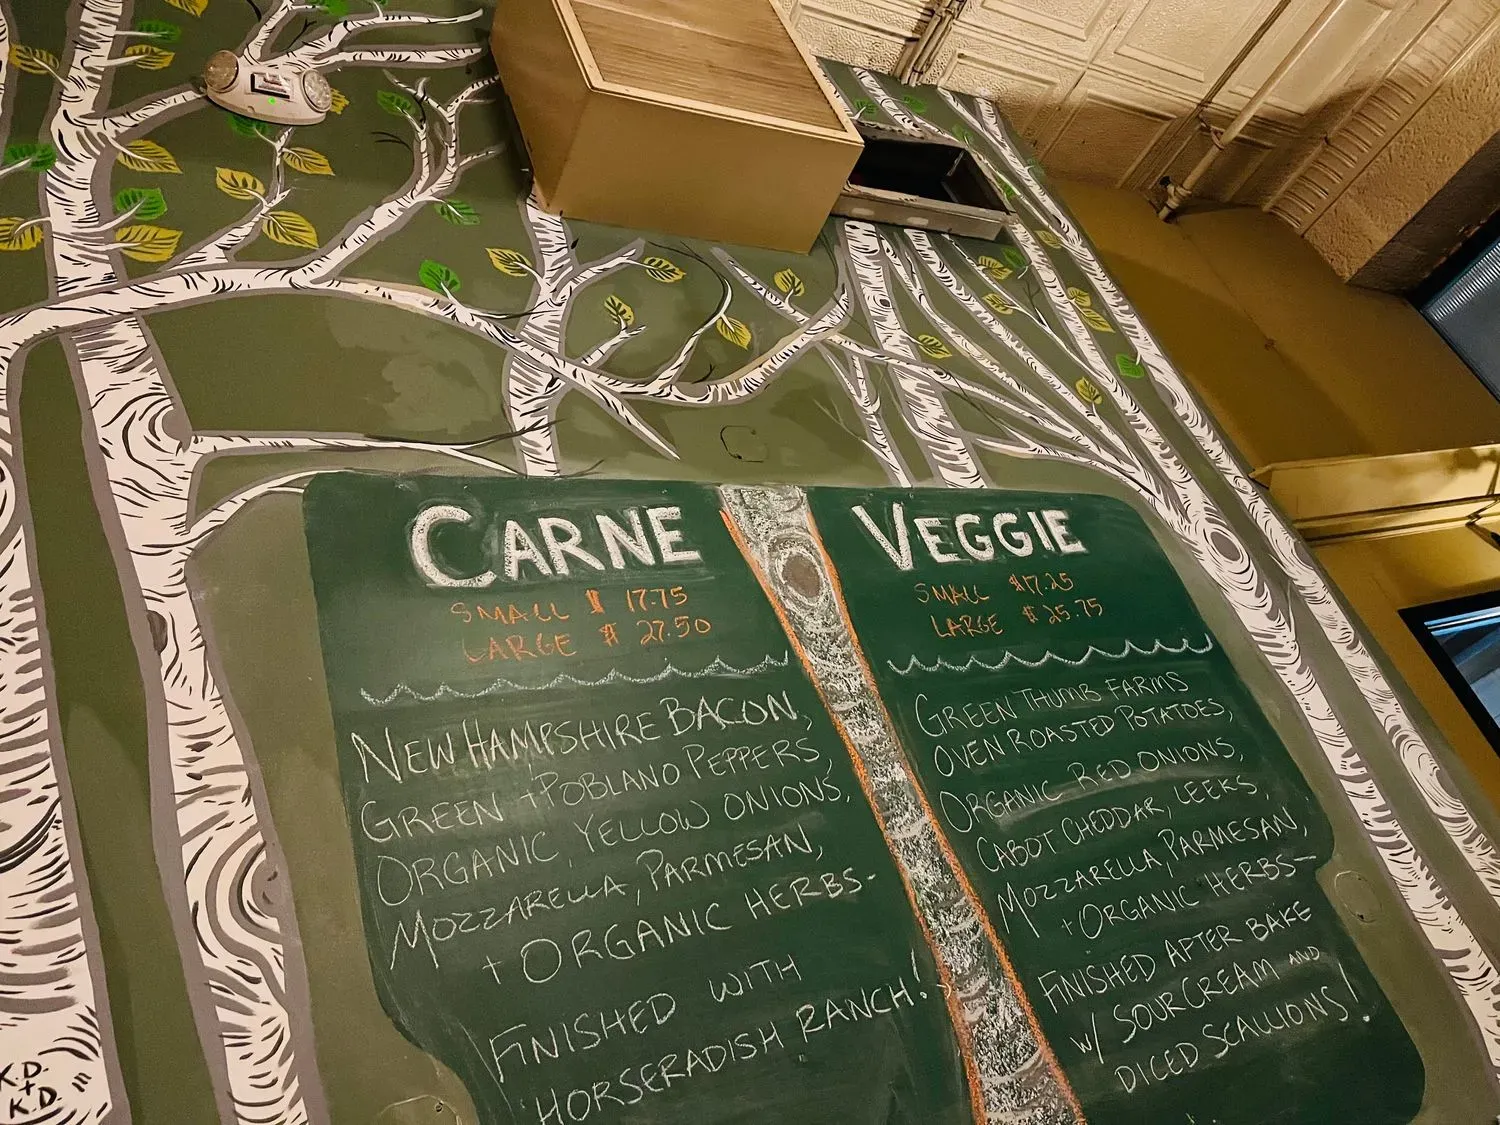 CARNE
SMALL $ 17.75
LARGE $ 27.50
NEW HAMPSHIRE BACON,
GREEN + POBLANO PEPPERS,
ORGANIC YELLOW ONIONS,
MOZZARELLA, PARMESAN,
+ ORGANIC HERBS-
FINISHED WITH
HORSERADISH RANCH!
VEGGIE
SMALL $17.25
LARGE $25.75
GREEN THUMB FARMS
OVEN ROASTED POTATOES,
ORGANIC RED ONIONS,
CABOT CHEDDAR, LEEKS,
MOZZARELLA, PARMESAN,
+ ORGANIC HERBS—
FINISHED AFTER BAKE
W/ SOUR CREAM AND
DICED SCALLIONS!
K.D.
+
K.D.